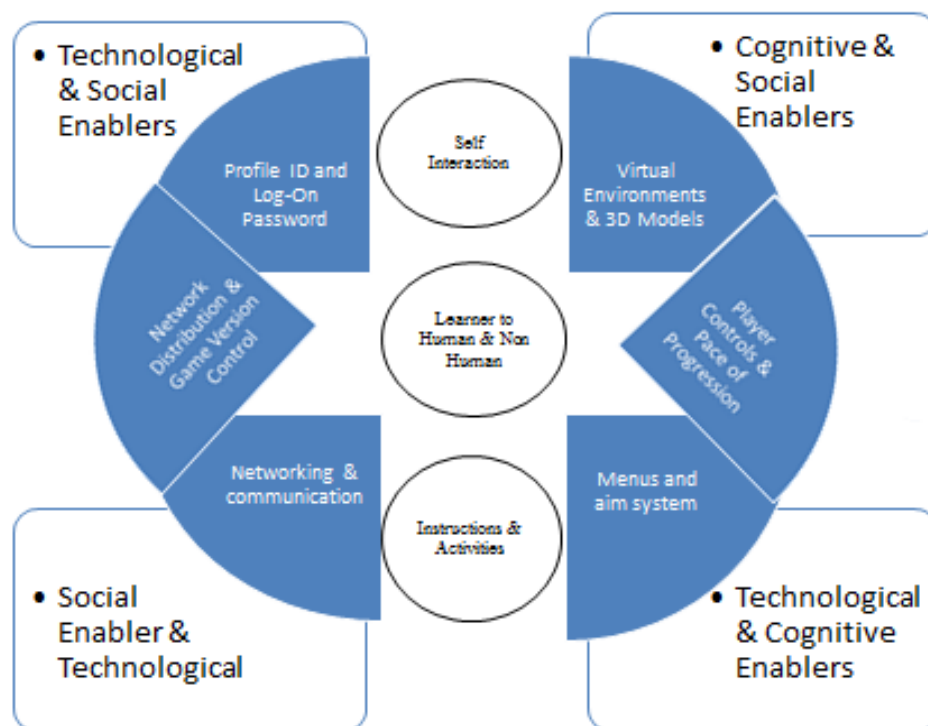 • Technological
& Social
Enablers
• Cognitive &
Social
Enablers
Profile ID and
Log-On
Password
Self
Interaction
Virtual
Environments
& 3D Models
Network
Distribution &
Game Version
Control
Learner to
Human & Non
Human
Player
Controls &
Pace of
Progression
Networking &
communication
Instructions &
Activities
Menus and
aim system
• Social
Enabler &
Technological
• Technological
& Cognitive
Enablers